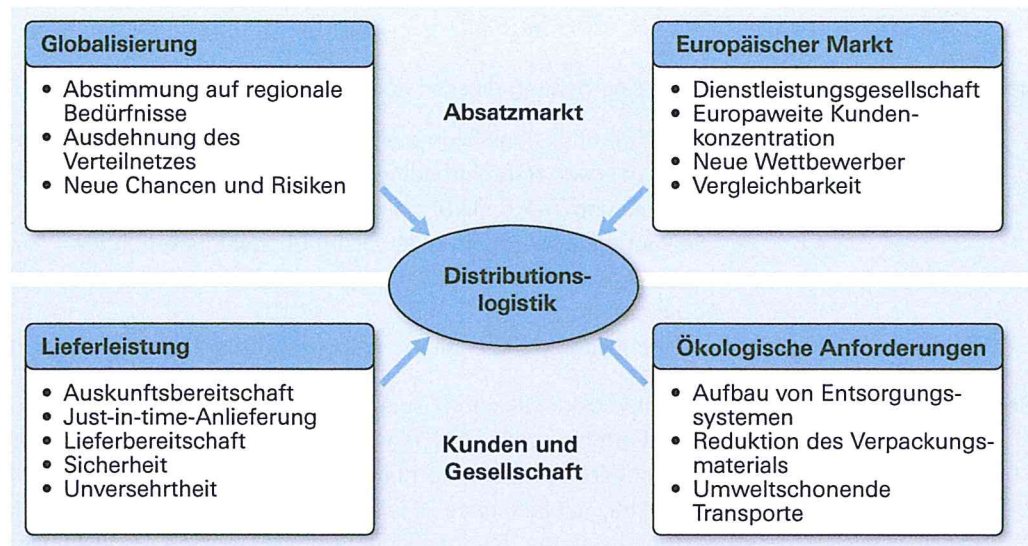 Globalisierung
• Abstimmung auf regionale
Bedürfnisse
• Ausdehnung des
Verteilnetzes
• Neue Chancen und Risiken
Absatzmarkt
Europäischer Markt
• Dienstleistungsgesellschaft
• Europaweite Kunden-
konzentration
• Neue Wettbewerber
• Vergleichbarkeit
Distributions-
logistik
Lieferleistung
• Auskunftsbereitschaft
• Just-in-time-Anlieferung
• Lieferbereitschaft
• Sicherheit
• Unversehrtheit
Kunden und
Gesellschaft
Ökologische Anforderungen
• Aufbau von Entsorgungs-
systemen
• Reduktion des Verpackungs-
materials
• Umweltschonende
Transporte